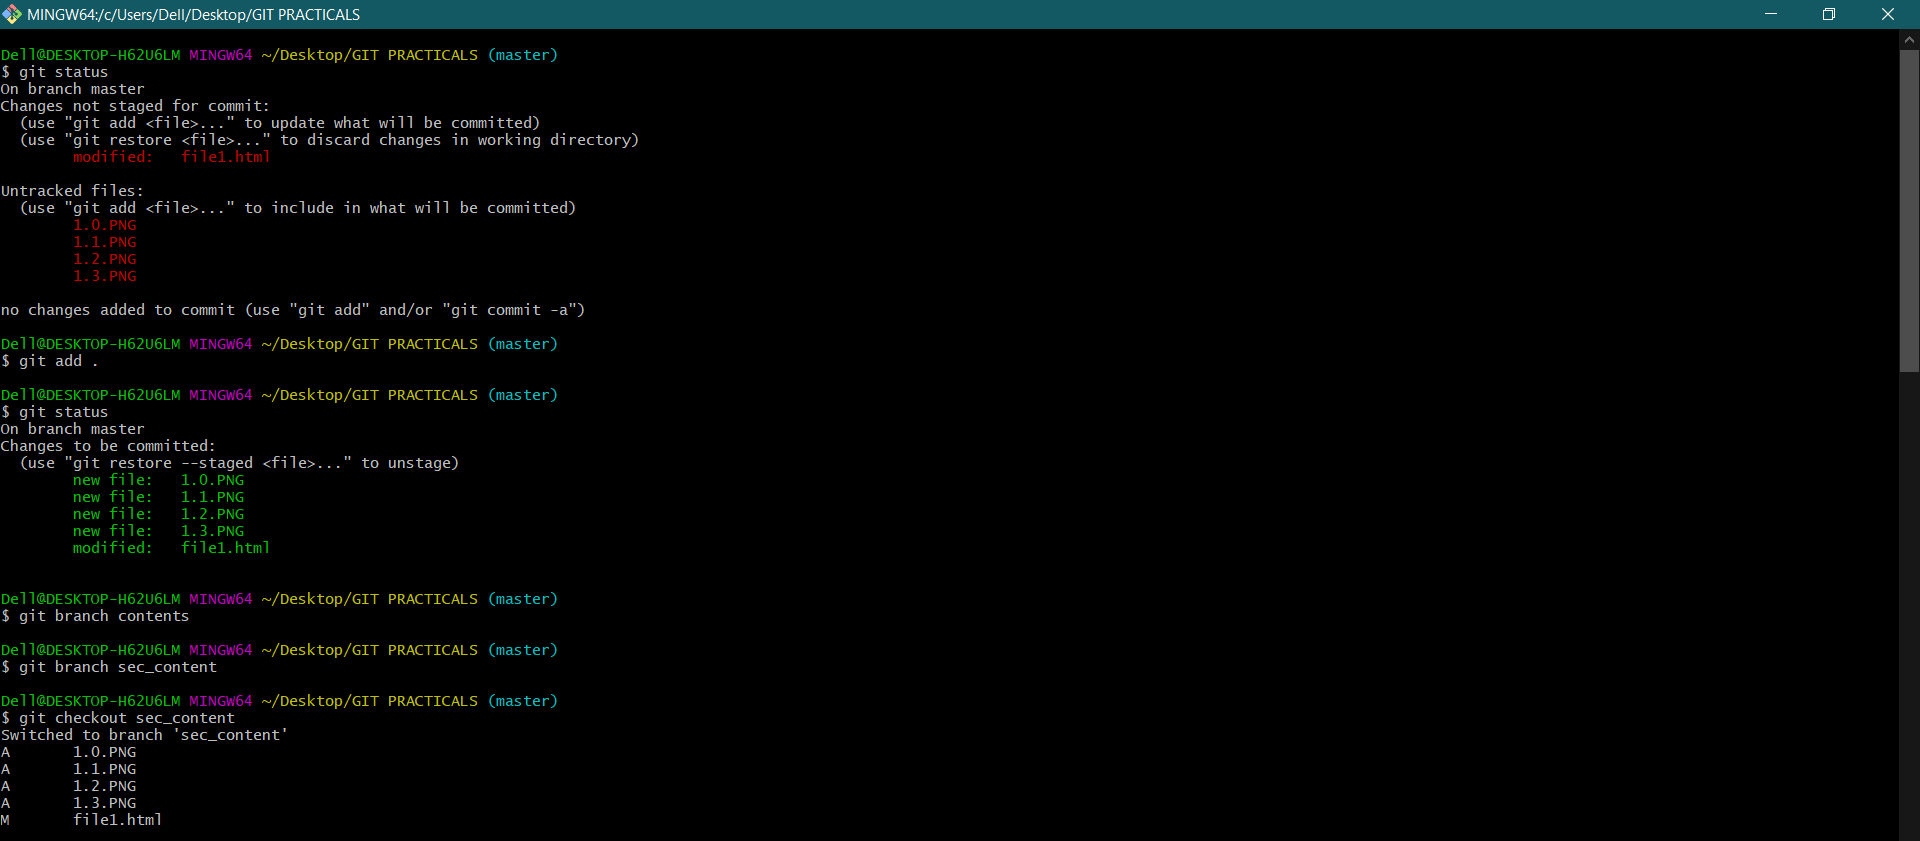 MINGW64:/c/Users/Dell/Desktop/GIT PRACTICALS
Dell@DESKTOP-H62U6LM MINGW64 ~/Desktop/GIT PRACTICALS (master)
$ git status
On branch master
Changes not staged for commit:
  (use "git add <file>..." to update what will be committed)
  (use "git restore <file>..." to discard changes in working directory)
        modified:   file1.html

Untracked files:
  (use "git add <file>..." to include in what will be committed)
        1.0.PNG
        1.1.PNG
        1.2.PNG
        1.3.PNG

no changes added to commit (use "git add" and/or "git commit -a")

Dell@DESKTOP-H62U6LM MINGW64 ~/Desktop/GIT PRACTICALS (master)
$ git add .

Dell@DESKTOP-H62U6LM MINGW64 ~/Desktop/GIT PRACTICALS (master)
$ git status
On branch master
Changes to be committed:
  (use "git restore --staged <file>..." to unstage)
        new file:   1.0.PNG
        new file:   1.1.PNG
        new file:   1.2.PNG
        new file:   1.3.PNG
        modified:   file1.html

Dell@DESKTOP-H62U6LM MINGW64 ~/Desktop/GIT PRACTICALS (master)
$ git branch contents

Dell@DESKTOP-H62U6LM MINGW64 ~/Desktop/GIT PRACTICALS (master)
$ git branch sec_content

Dell@DESKTOP-H62U6LM MINGW64 ~/Desktop/GIT PRACTICALS (master)
$ git checkout sec_content
Switched to branch 'sec_content'
A       1.0.PNG
A       1.1.PNG
A       1.2.PNG
A       1.3.PNG
M       file1.html